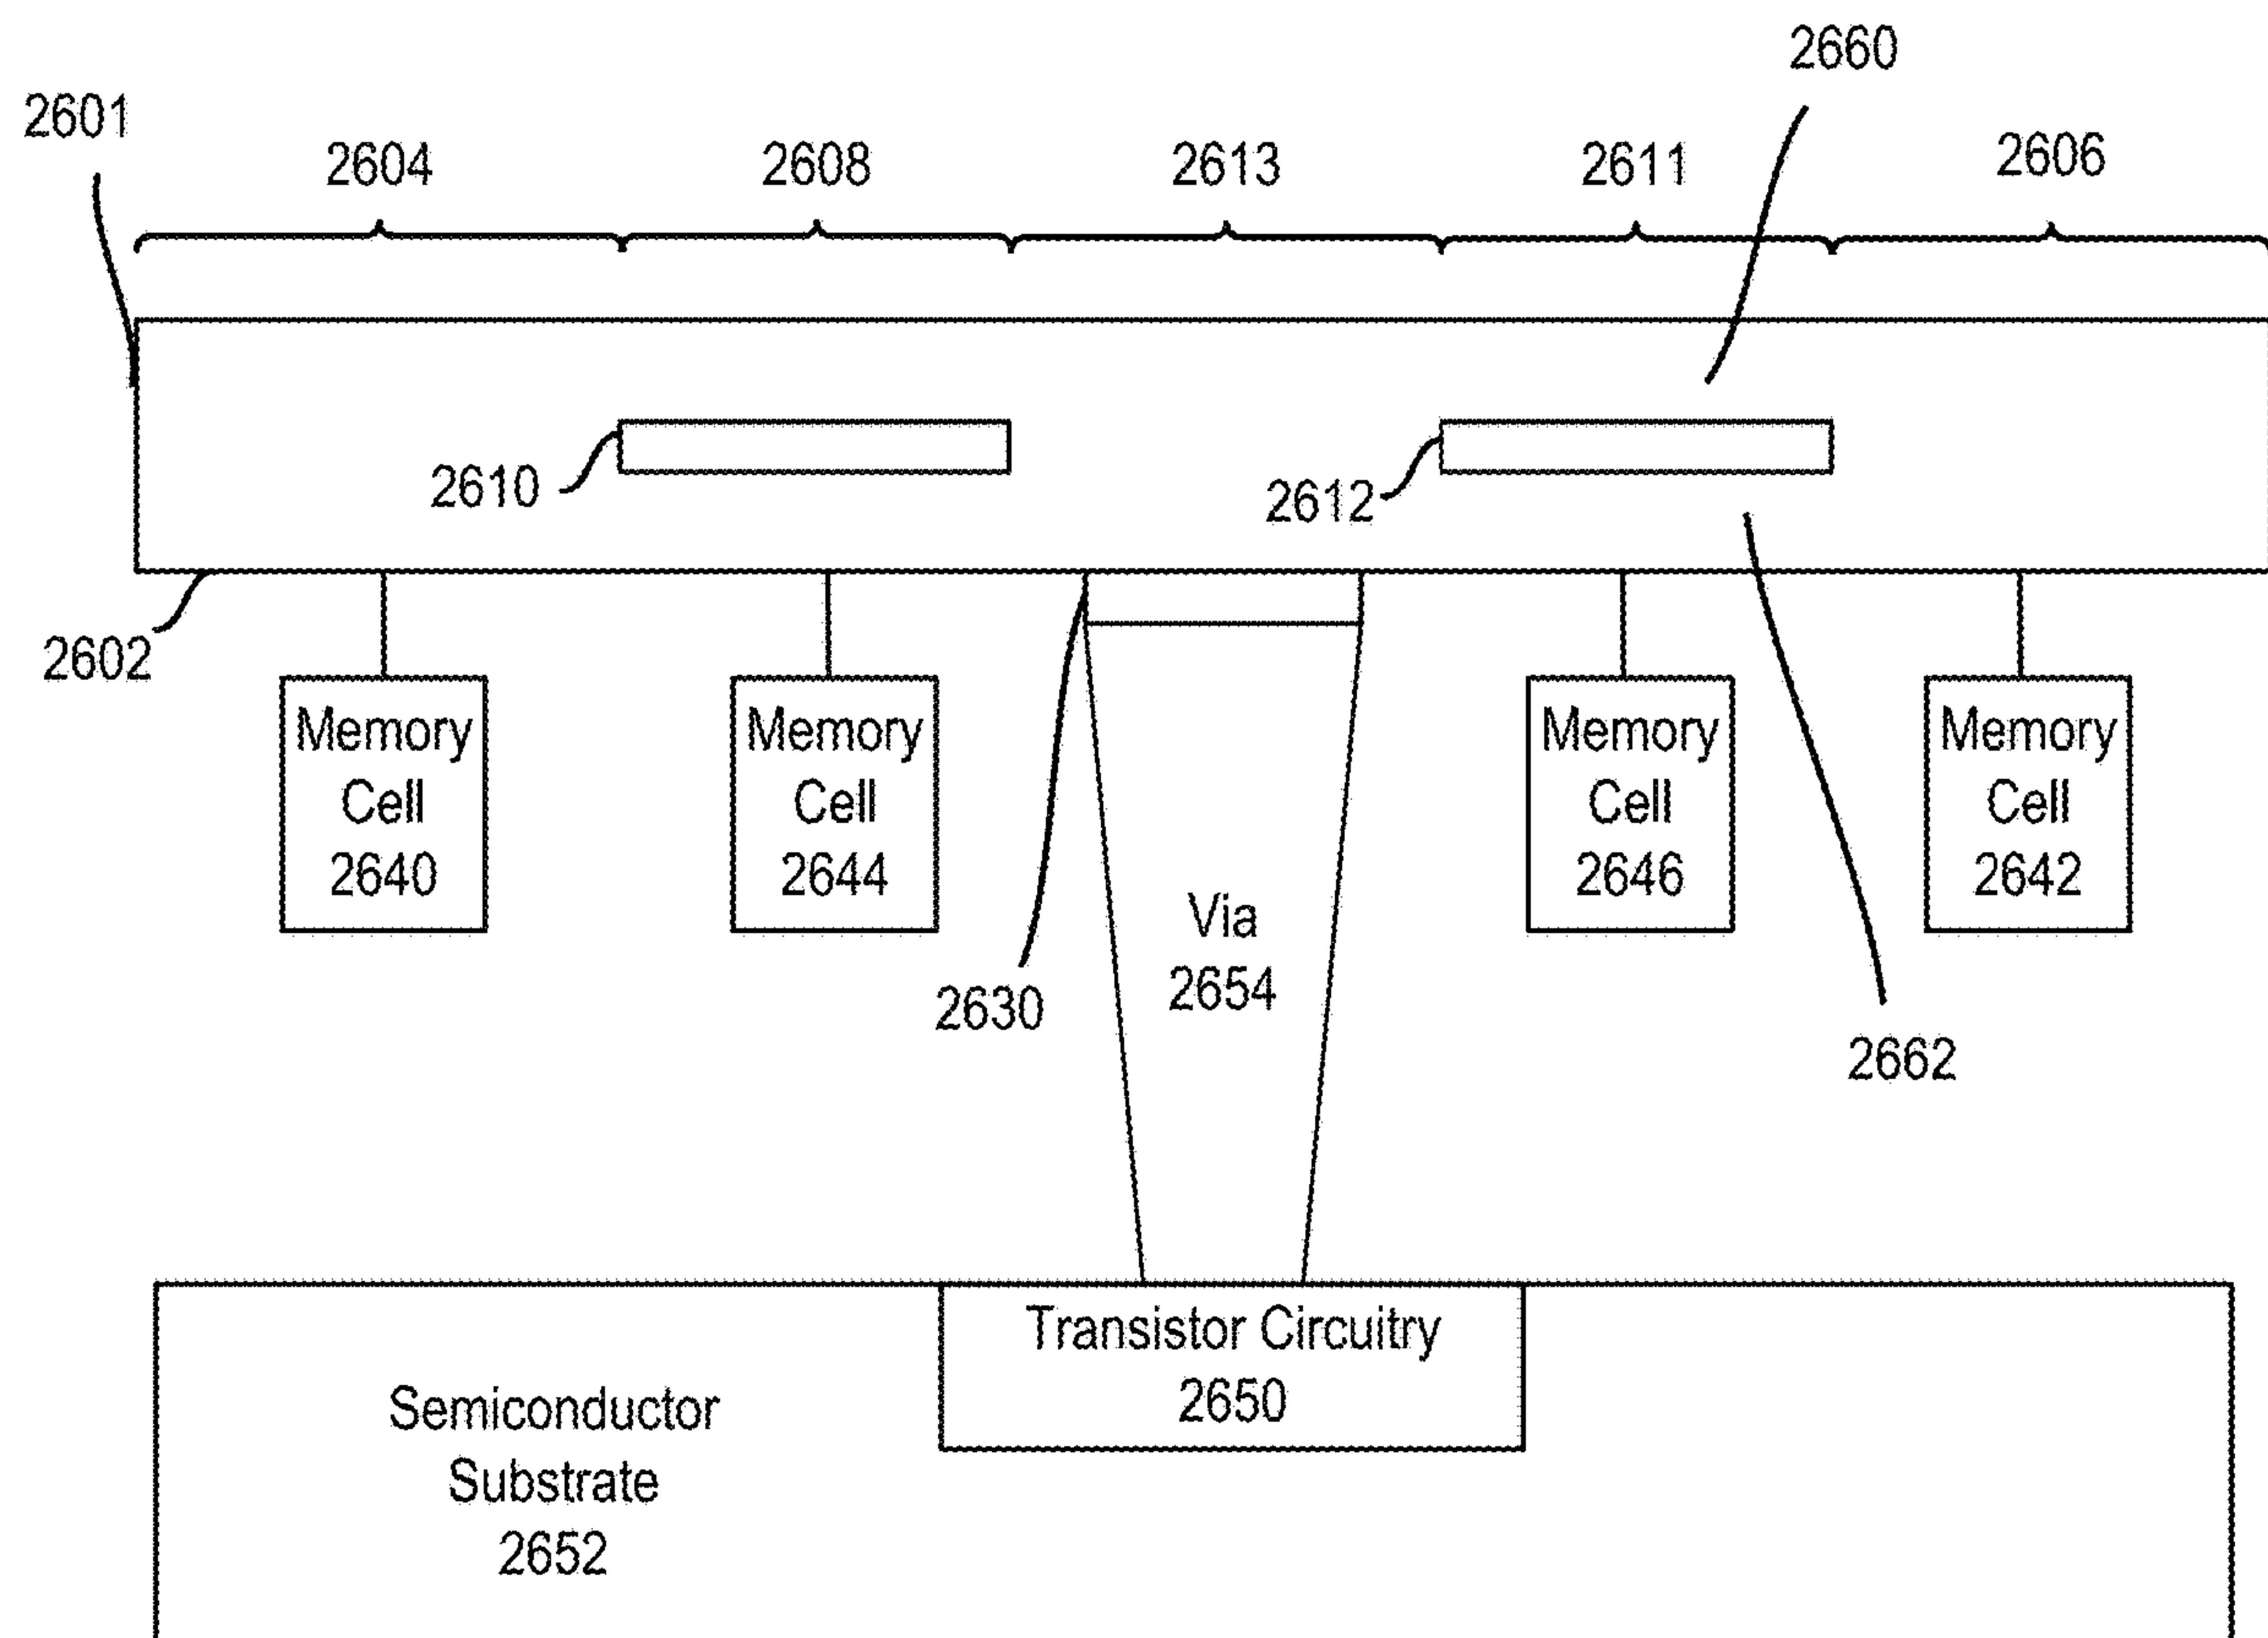 2660
2601
2604 2608 2613 2611 2606
2610
2612
2602
Memory Cell 2640
Memory Cell 2644
Memory Cell 2646
Memory Cell 2642
Via
2654
2630
2662
Transistor Circuitry
2650
Semiconductor
Substrate
2652